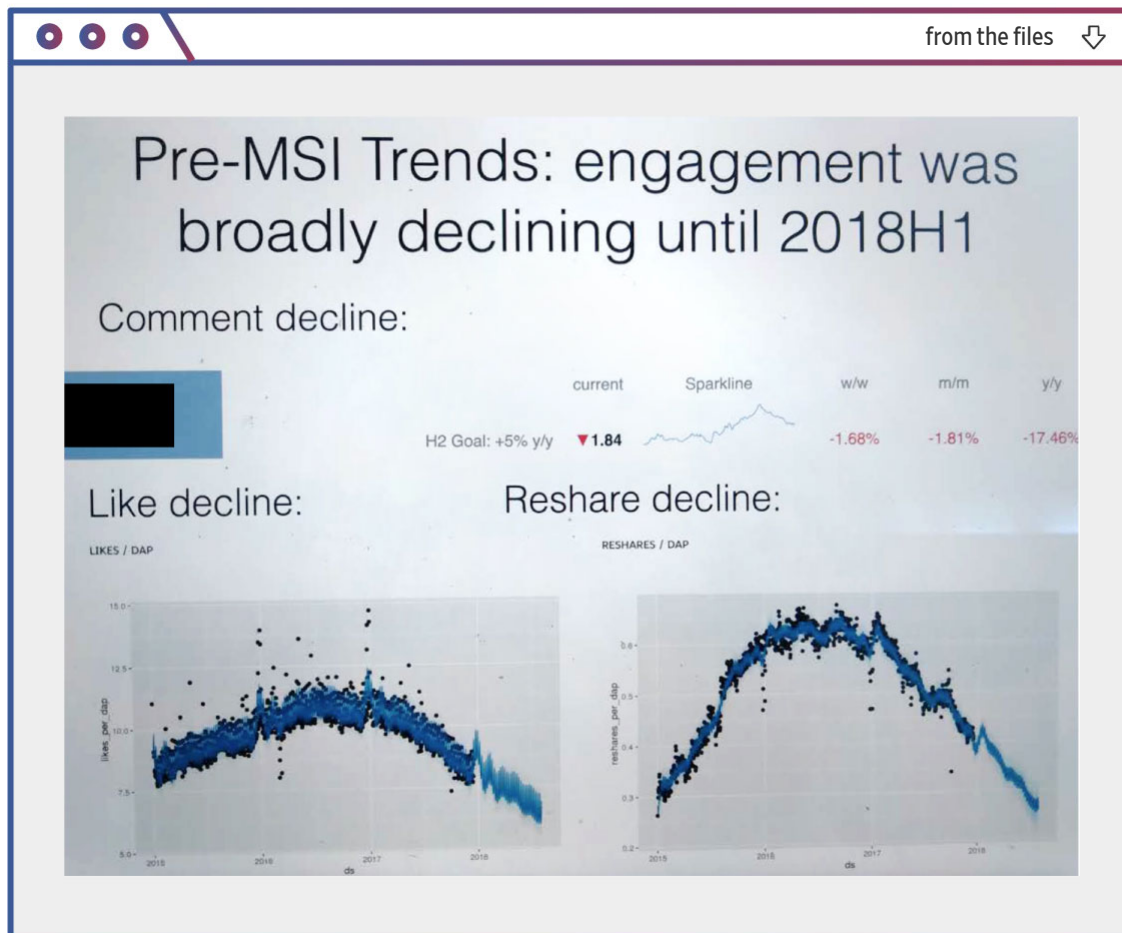 from the files
Pre-MSI Trends: engagement was
broadly declining until 2018H1
Comment decline:
current Sparkline w/w m/m y/y
H2 Goal: +5% y/y ▼1.84 -1.68% -1.81% -17.46%
Like decline:
Reshare decline:
LIKES / DAP
RESHARES / DAP
15.0
12.5
10.0
7.5
5.0
likes_per_dap
2015 2016 2017 2018
ds
0.6
0.5
0.4
0.3
0.2
reshares_per_dap
2015 2016 2017 2018
ds